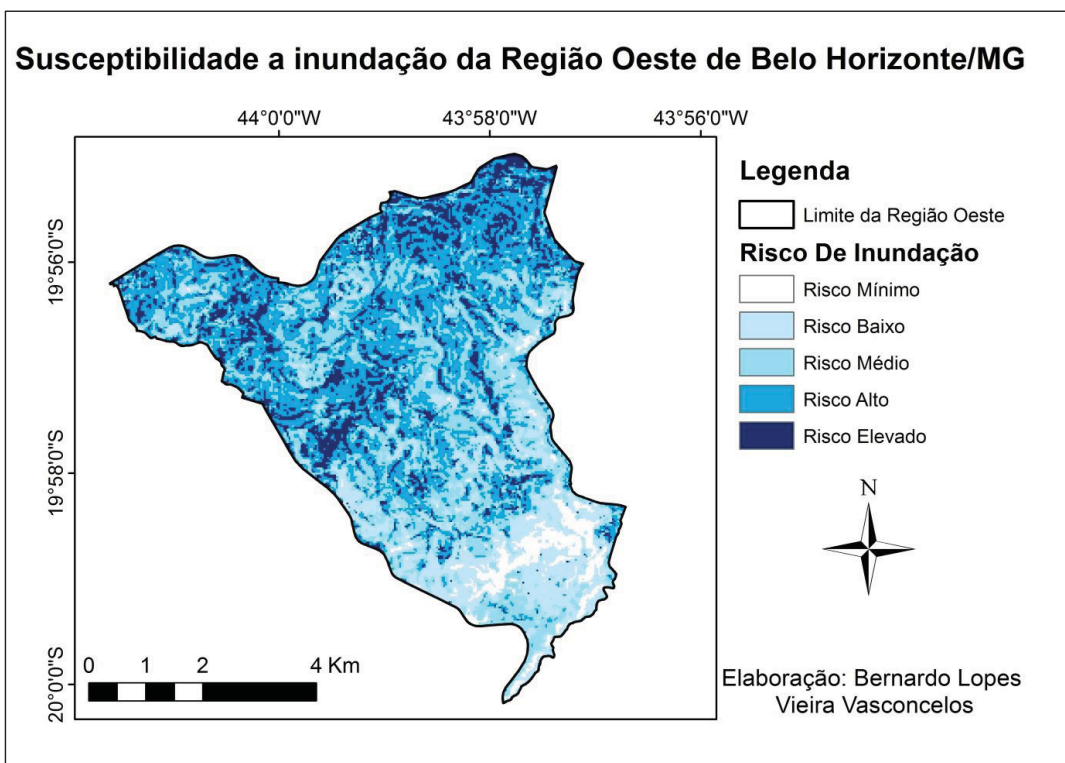 Susceptibilidade a inundação da Região Oeste de Belo Horizonte/MG
44°0'0"W
43°58'0"W
43°56'0"W
19°56'0"S
19°58'0"S
20°0'0"S
Legenda
Limite da Região Oeste
Risco De Inundação
Risco Mínimo
Risco Baixo
Risco Médio
Risco Alto
Risco Elevado
N
0 1 2 4 Km
Elaboração: Bernardo Lopes
Vieira Vasconcelos